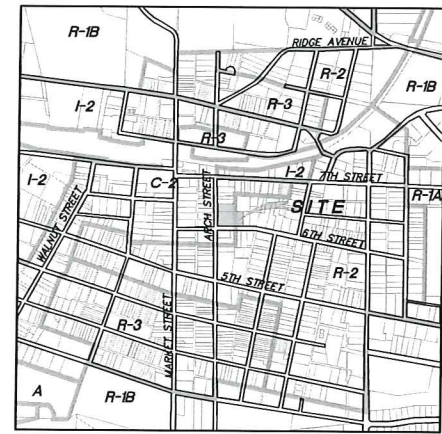 R-1B
RIDGE AVENUE
R-2
R-1B
I-2
R-3
R-3
I-2
7TH STREET
I-2
C-2
ARCH STREET
SITE
R-1A
WALNUT STREET
6TH STREET
5TH STREET
R-2
MARKET STREET
R-3
A
R-1B